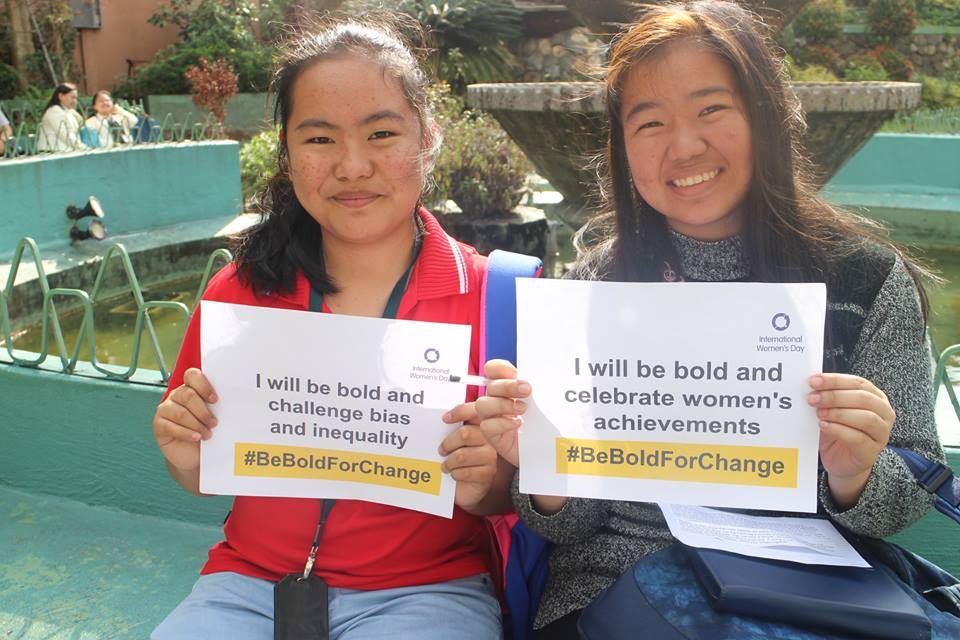 International
Women's Day
I will be bold and
challenge bias
and inequality
#BeBoldForChange
International
Women's Day
I will be bold and
celebrate women's
achievements
#BeBoldForChange